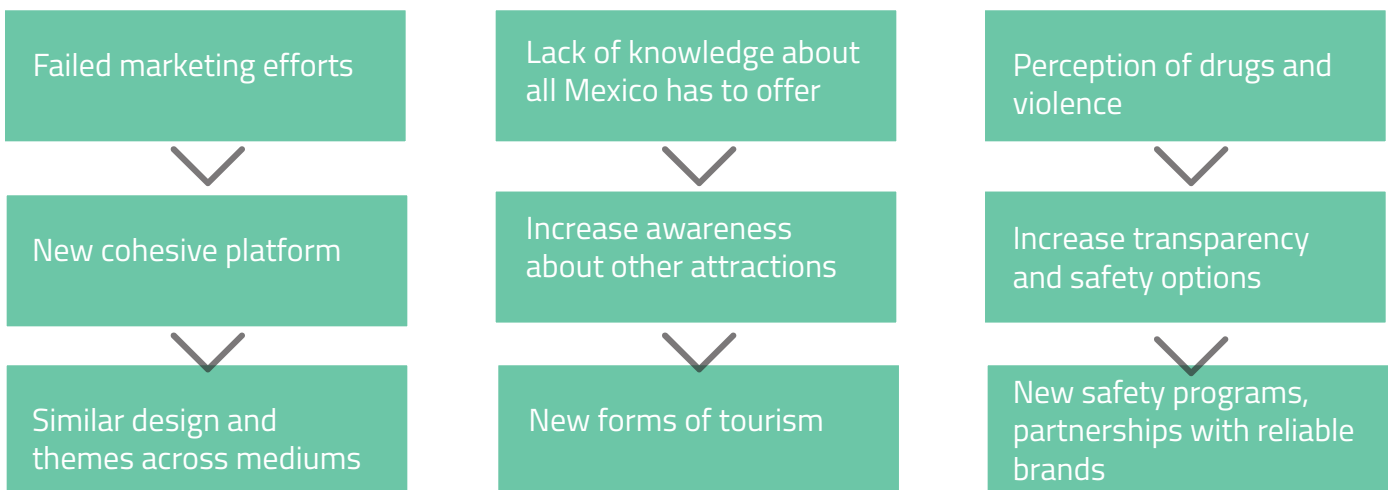 Failed marketing efforts
New cohesive platform
Similar design and
themes across mediums
Lack of knowledge about
all Mexico has to offer
Increase awareness
about other attractions
New forms of tourism
Perception of drugs and
violence
Increase transparency
and safety options
New safety programs,
partnerships with reliable
brands